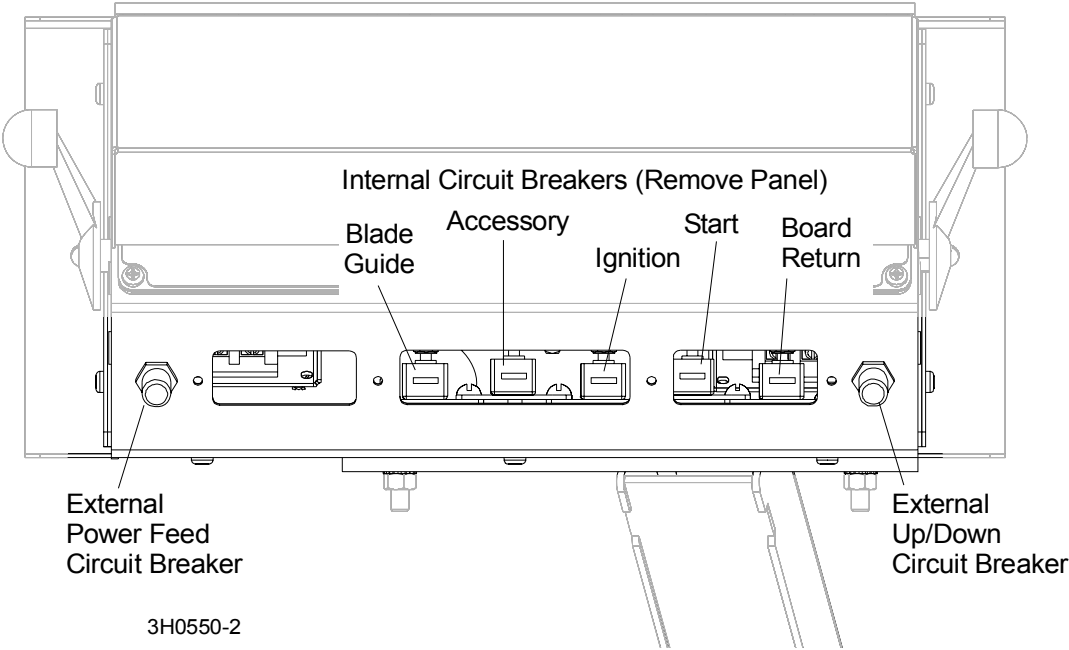 Internal Circuit Breakers (Remove Panel)
Blade
Guide
Accessory
Ignition
Start
Board
Return
External
Power Feed
Circuit Breaker
External
Up/Down
Circuit Breaker
3H0550-2